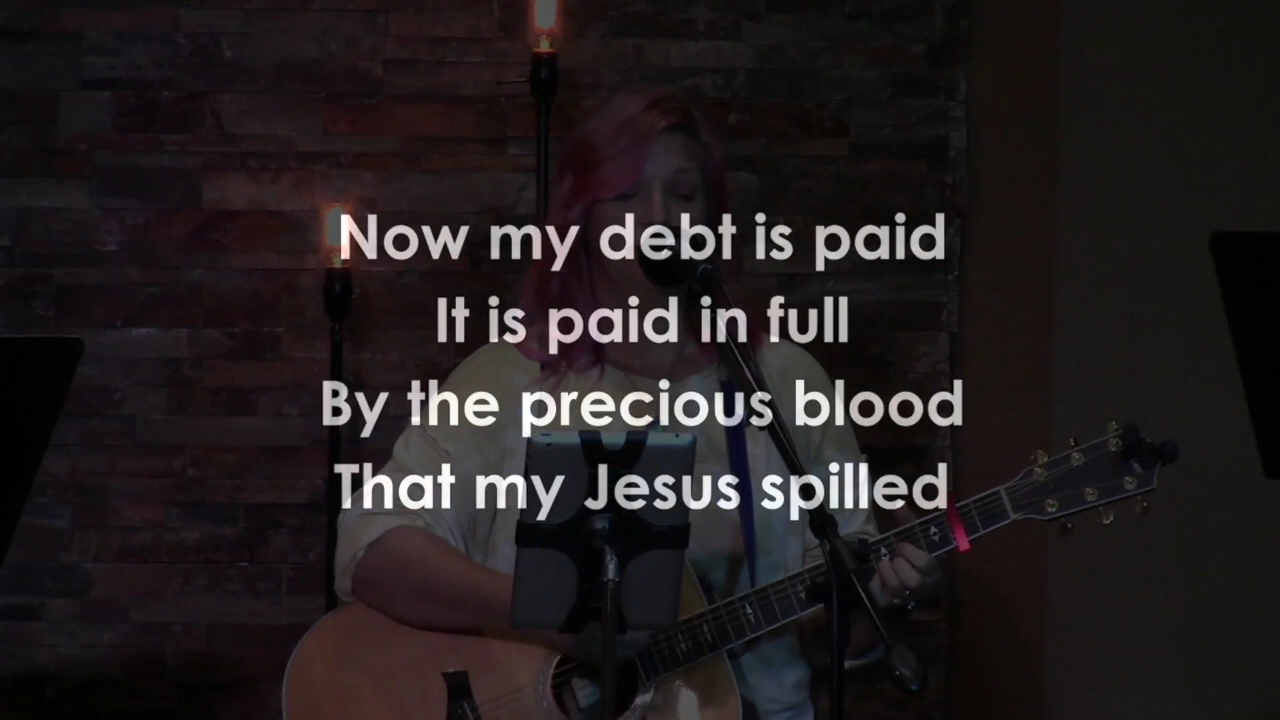 Now my debt is paid
It is paid in full
By the precious blood
That my Jesus spilled